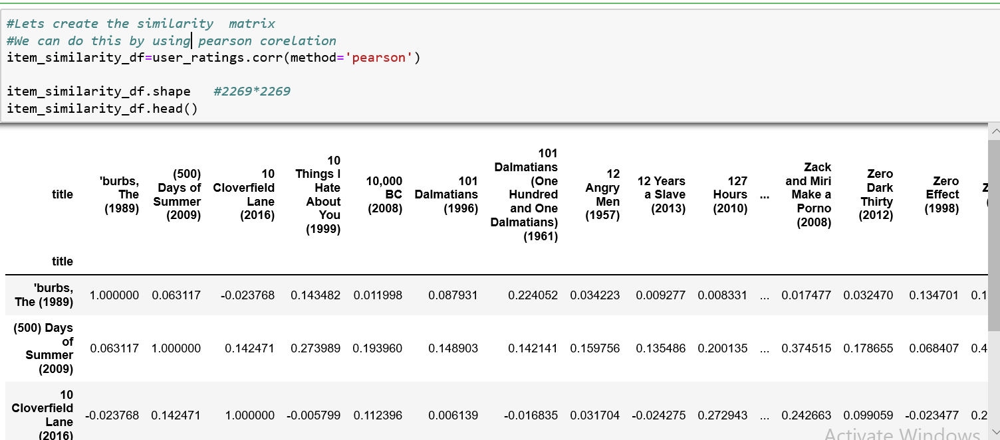 #Lets create the similarity  matrix
#We can do this by using pearson corelation
item_similarity_df=user_ratings.corr(method='pearson')
item_similarity_df.shape   #2269*2269
item_similarity_df.head()
title
'burbs,
The
(1989)
(500)
Days of
Summer
(2009)
10
Cloverfield
Lane
(2016)
10
Things I
Hate
About
You
(1999)
10,000
BC
(2008)
101
Dalmatians
(1996)
101
Dalmatians
(One
Hundred
and One
Dalmatians)
(1961)
12
Angry
Men
(1957)
12 Years
a Slave
(2013)
127
Hours
(2010)
...
Zack
and Miri
Make a
Porno
(2008)
Zero
Dark
Thirty
(2012)
Zero
Effect
(1998)
title
'burbs,
The (1989)
1.000000 0.063117 -0.023768 0.143482 0.011998 0.087931 0.224052 0.034223 0.009277 0.008331 ... 0.017477 0.032470 0.134701 0.1
(500) Days
of
Summer
(2009)
0.063117 1.000000 0.142471 0.273989 0.193960 0.148903 0.142141 0.159756 0.135486 0.200135 ... 0.374515 0.178655 0.068407 0.4
10
Cloverfield
Lane
(2016)
-0.023768 0.142471 1.000000 -0.005799 0.112396 0.006139 -0.016835 0.031704 -0.024275 0.272943 ... 0.242663 0.099059 -0.023477 0.2
Activate Windows